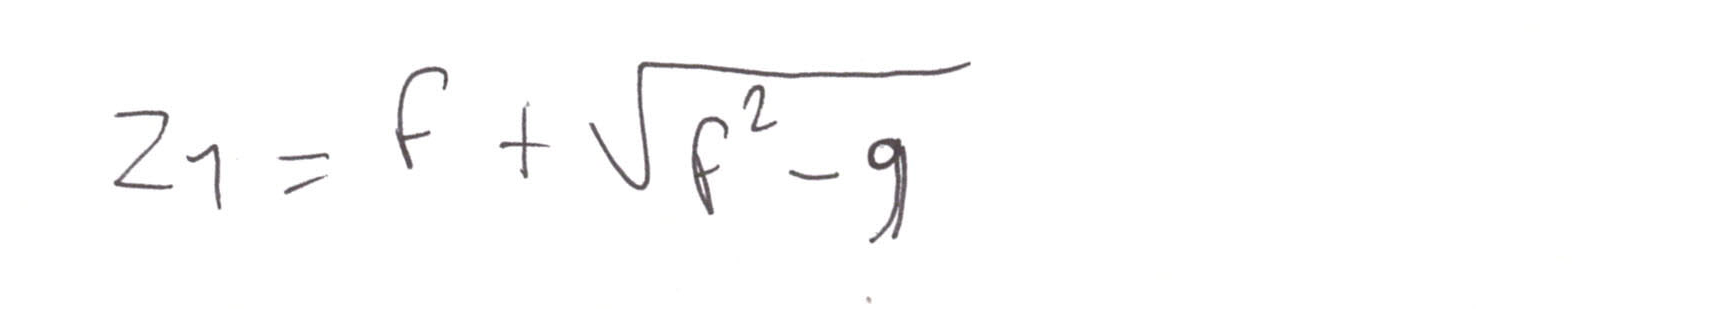 z₁ = f + √(f² − g)